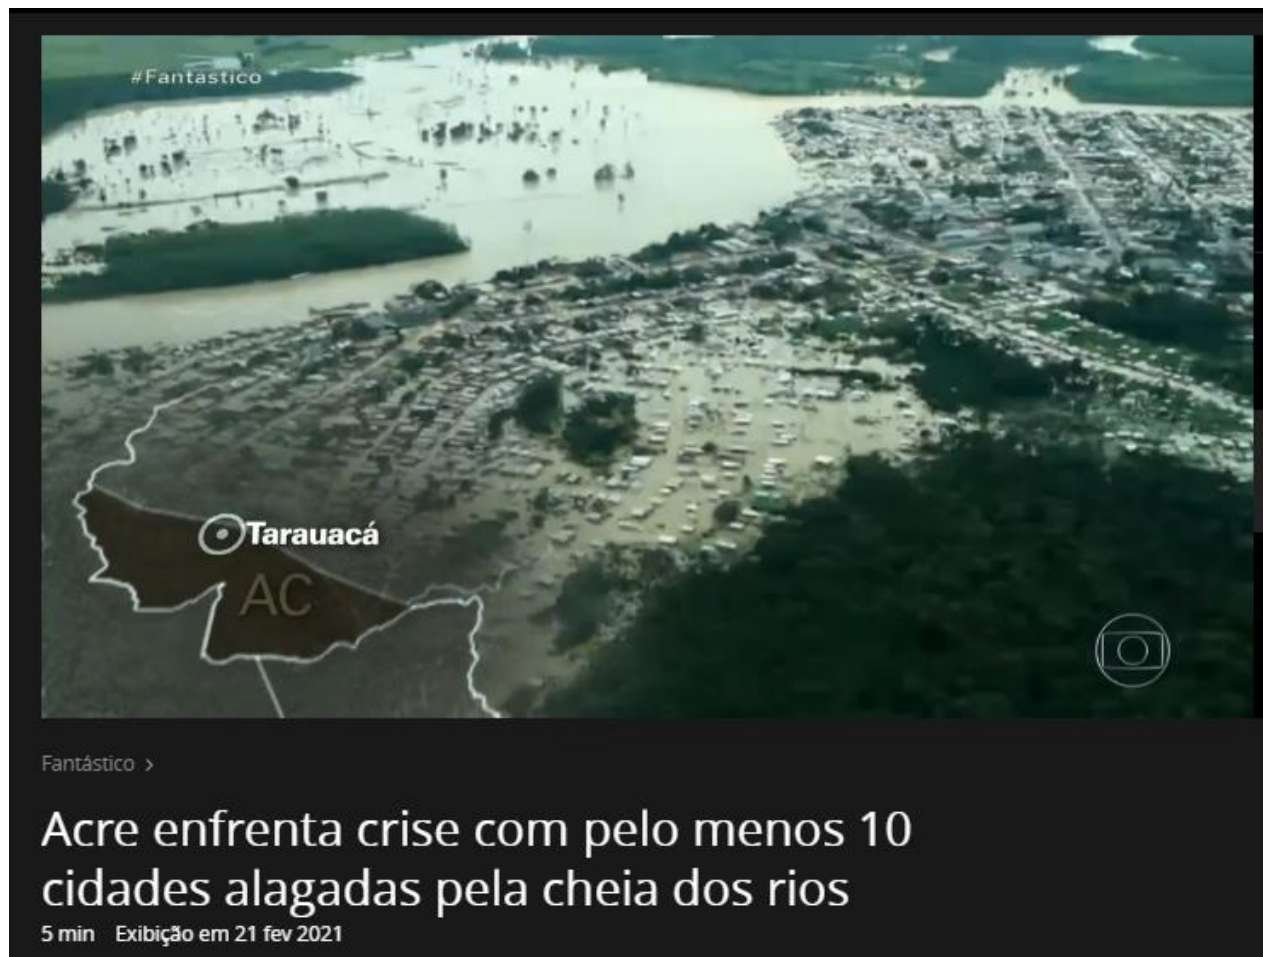 #Fantastico
Tarauacá
AC
Fantástico >
Acre enfrenta crise com pelo menos 10
cidades alagadas pela cheia dos rios
5 min Exibição em 21 fev 2021